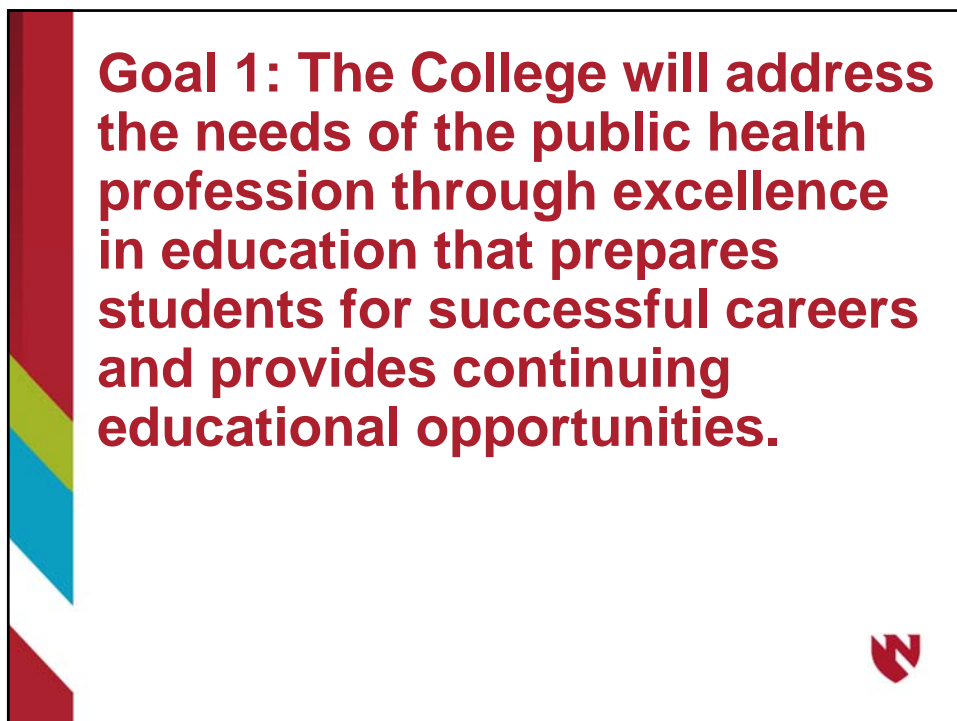 Goal 1: The College will address
the needs of the public health
profession through excellence
in education that prepares
students for successful careers
and provides continuing
educational opportunities.